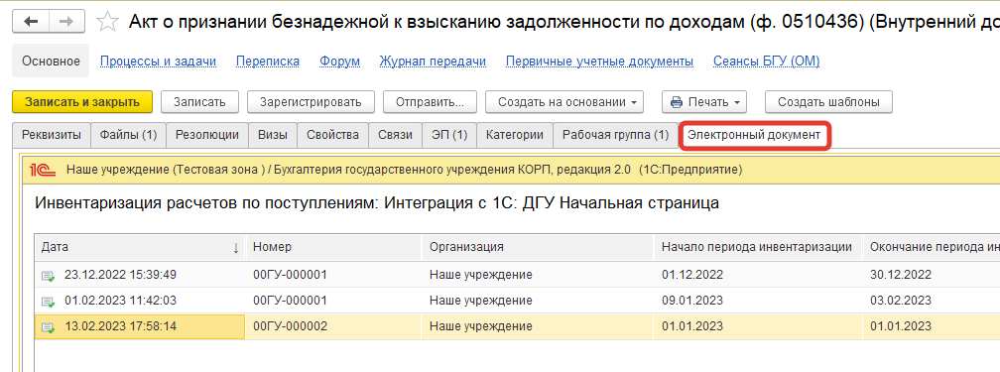 Акт о признании безнадежной к взысканию задолженности по доходам (ф. 0510436) (Внутренний до
Основное Процессы и задачи Переписка Форум Журнал передачи Первичные учетные документы Сеансы БГУ (ОМ)
Записать и закрыть Записать Зарегистрировать Отправить... Создать на основании Печать Создать шаблоны
Реквизиты Файлы (1) Резолюции Визы Свойства Связи ЭП (1) Категории Рабочая группа (1) Электронный документ
1С Наше учреждение (Тестовая зона ) / Бухгалтерия государственного учреждения КОРП, редакция 2.0 (1С:Предприятие)
Инвентаризация расчетов по поступлениям: Интеграция с 1С: ДГУ Начальная страница
Дата ↓ Номер Организация Начало периода инвентаризации Окончание периода ин
23.12.2022 15:39:49 00ГУ-000001 Наше учреждение 01.12.2022 30.12.2022
01.02.2023 11:42:03 00ГУ-000001 Наше учреждение 09.01.2023 03.02.2023
13.02.2023 17:58:14 00ГУ-000002 Наше учреждение 01.01.2023 01.01.2023